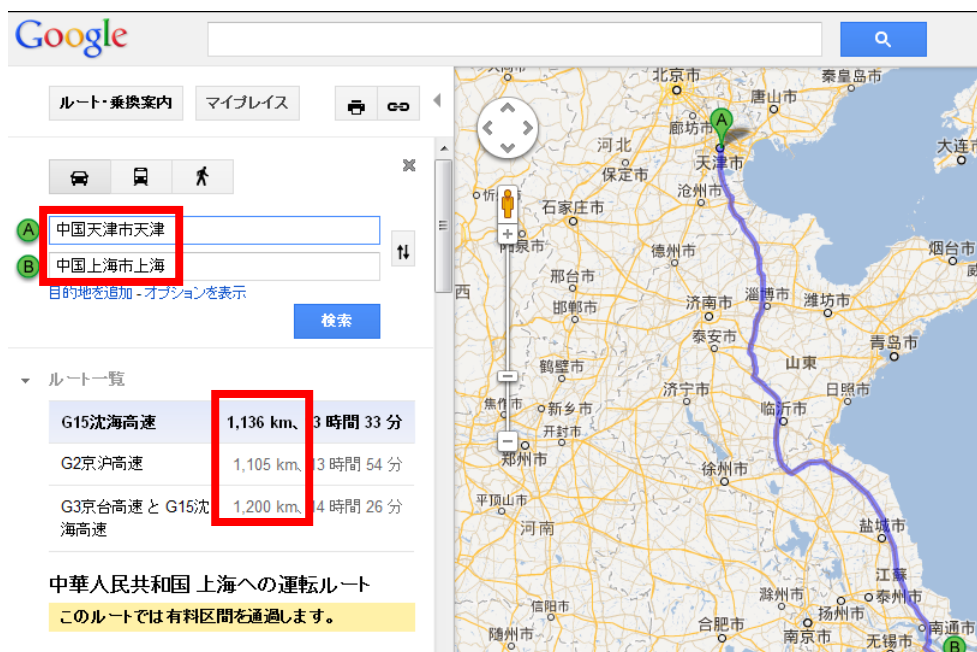 Google
ルート・乗換案内 マイプレイス
A 中国天津市天津
B 中国上海市上海
目的地を追加 - オプションを表示
検索
ルート一覧
G15沈海高速 1,136 km、 3 時間 33 分
G2京沪高速 1,105 km、 13 時間 54 分
G3京台高速 と G15沈海高速 1,200 km、 14 時間 26 分
中華人民共和国 上海への運転ルート
このルートでは有料区間を通過します。
北京市
秦皇岛市
唐山市
廊坊市
A
河北
天津市
大连市
保定市
沧州市
石家庄市
德州市
烟台市
邢台市
淄博市
潍坊市
邯郸市
济南市
泰安市
青岛市
鹤壁市
山東
济宁市
日照市
新乡市
临沂市
开封市
郑州市
徐州市
平顶山市
河南
盐城市
江蘇
滁州市
泰州市
信阳市
扬州市
合肥市
南通市
随州市
南京市
无锡市
B